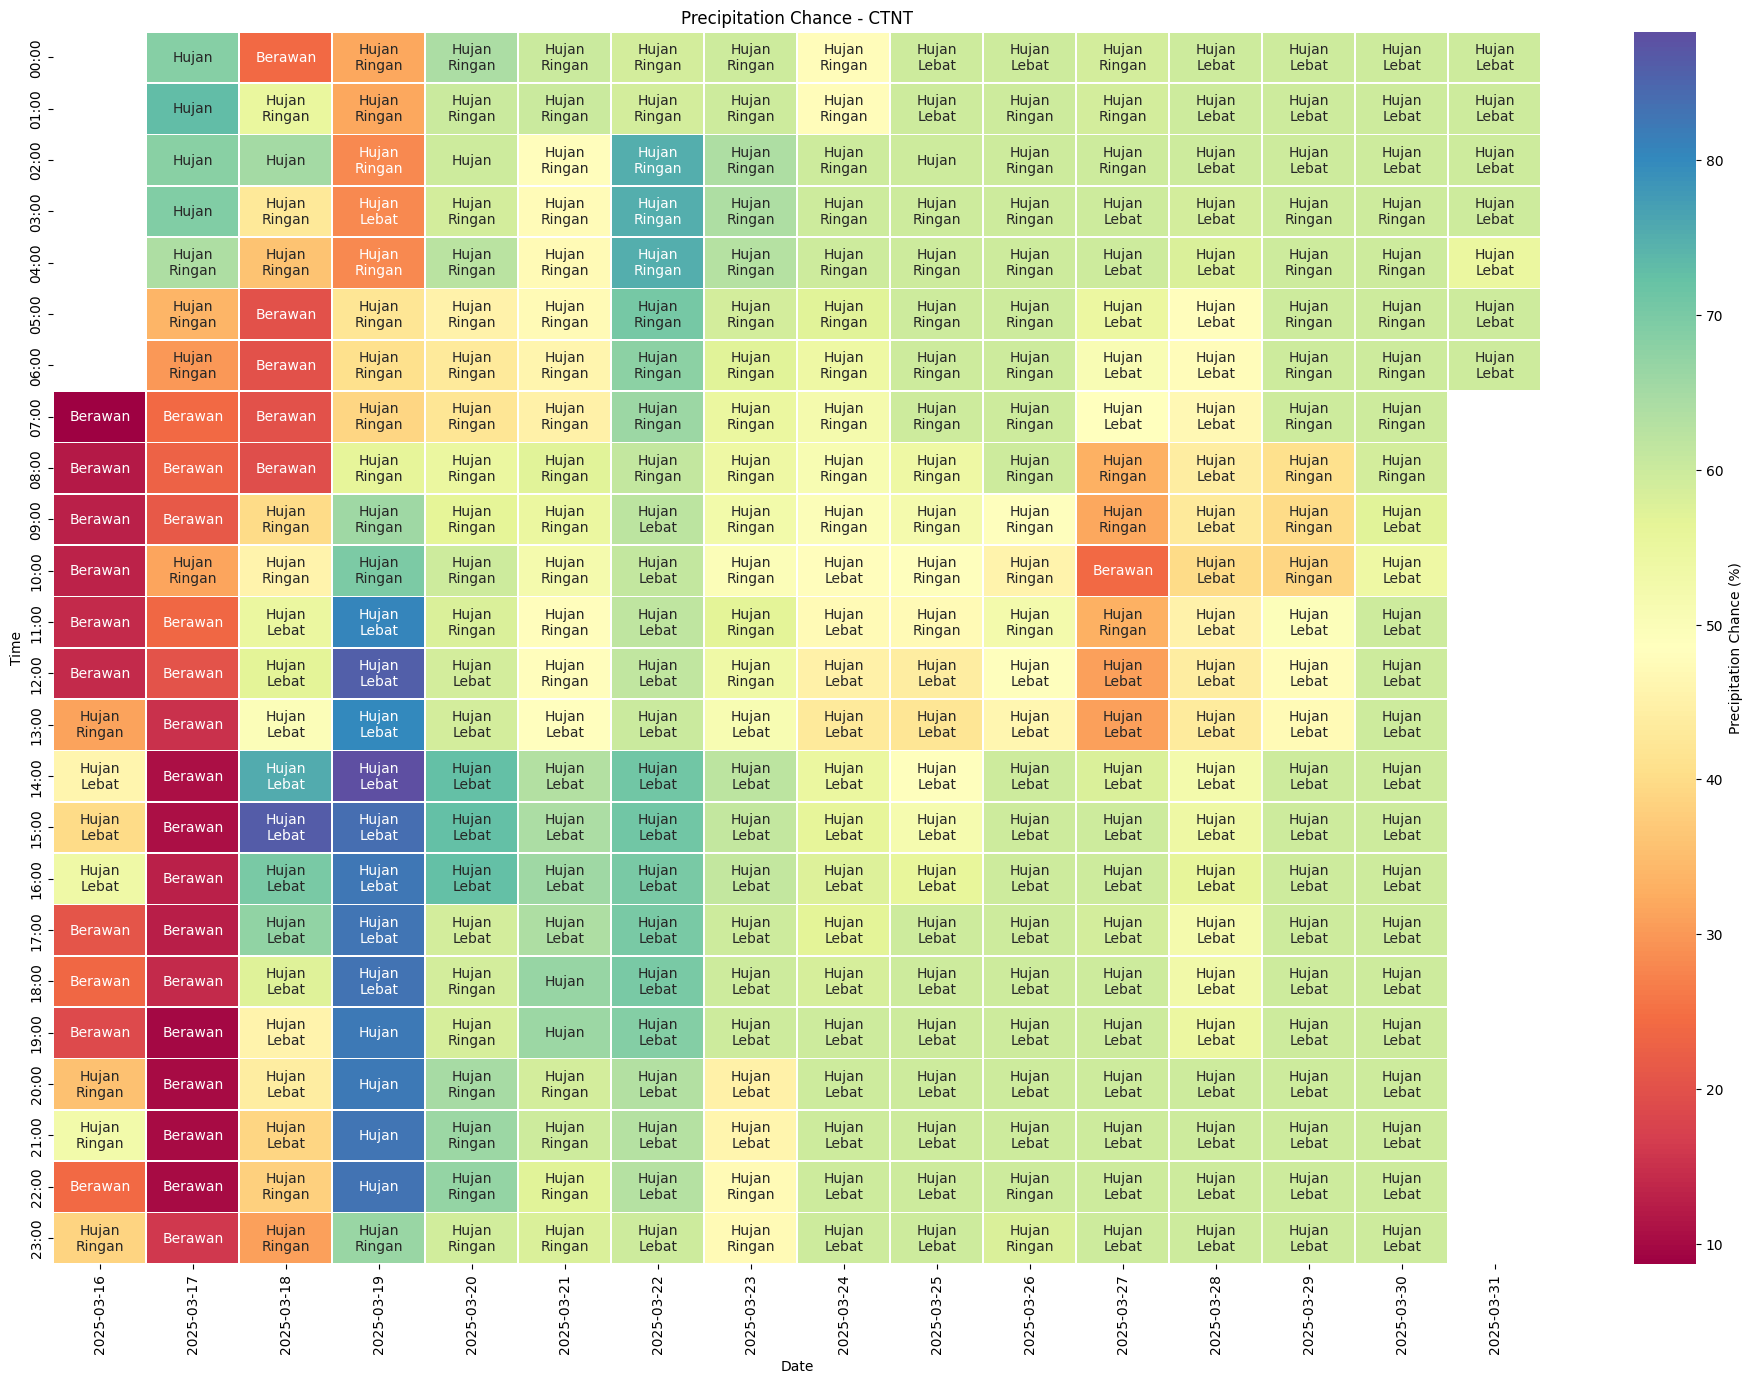 Precipitation Chance - CTNT
00:00 Hujan Berawan Hujan Ringan Hujan Ringan Hujan Ringan Hujan Ringan Hujan Ringan Hujan Ringan Hujan Lebat Hujan Lebat Hujan Ringan Hujan Lebat Hujan Lebat Hujan Lebat Hujan Lebat
01:00 Hujan Hujan Ringan Hujan Ringan Hujan Ringan Hujan Ringan Hujan Ringan Hujan Ringan Hujan Ringan Hujan Lebat Hujan Ringan Hujan Ringan Hujan Lebat Hujan Lebat Hujan Lebat Hujan Lebat
02:00 Hujan Hujan Hujan Ringan Hujan Hujan Ringan Hujan Ringan Hujan Ringan Hujan Ringan Hujan Hujan Ringan Hujan Ringan Hujan Lebat Hujan Lebat Hujan Lebat Hujan Lebat
03:00 Hujan Hujan Ringan Hujan Lebat Hujan Ringan Hujan Ringan Hujan Ringan Hujan Ringan Hujan Ringan Hujan Ringan Hujan Ringan Hujan Lebat Hujan Lebat Hujan Ringan Hujan Ringan Hujan Lebat
04:00 Hujan Ringan Hujan Ringan Hujan Ringan Hujan Ringan Hujan Ringan Hujan Ringan Hujan Ringan Hujan Ringan Hujan Ringan Hujan Ringan Hujan Lebat Hujan Lebat Hujan Ringan Hujan Ringan Hujan Lebat
05:00 Hujan Ringan Berawan Hujan Ringan Hujan Ringan Hujan Ringan Hujan Ringan Hujan Ringan Hujan Ringan Hujan Ringan Hujan Ringan Hujan Lebat Hujan Lebat Hujan Ringan Hujan Ringan Hujan Lebat
06:00 Hujan Ringan Berawan Hujan Ringan Hujan Ringan Hujan Ringan Hujan Ringan Hujan Ringan Hujan Ringan Hujan Ringan Hujan Ringan Hujan Lebat Hujan Lebat Hujan Ringan Hujan Ringan Hujan Lebat
07:00 Berawan Berawan Berawan Hujan Ringan Hujan Ringan Hujan Ringan Hujan Ringan Hujan Ringan Hujan Ringan Hujan Ringan Hujan Ringan Hujan Lebat Hujan Lebat Hujan Ringan Hujan Ringan
08:00 Berawan Berawan Berawan Hujan Ringan Hujan Ringan Hujan Ringan Hujan Ringan Hujan Ringan Hujan Ringan Hujan Ringan Hujan Ringan Hujan Ringan Hujan Lebat Hujan Ringan Hujan Ringan
09:00 Berawan Berawan Hujan Ringan Hujan Ringan Hujan Ringan Hujan Ringan Hujan Lebat Hujan Ringan Hujan Ringan Hujan Ringan Hujan Ringan Hujan Ringan Hujan Lebat Hujan Ringan Hujan Lebat
10:00 Berawan Hujan Ringan Hujan Ringan Hujan Ringan Hujan Ringan Hujan Ringan Hujan Lebat Hujan Ringan Hujan Lebat Hujan Ringan Hujan Ringan Berawan Hujan Lebat Hujan Ringan Hujan Lebat
11:00 Berawan Berawan Hujan Lebat Hujan Lebat Hujan Ringan Hujan Ringan Hujan Lebat Hujan Ringan Hujan Lebat Hujan Ringan Hujan Ringan Hujan Ringan Hujan Lebat Hujan Lebat Hujan Lebat
12:00 Berawan Berawan Hujan Lebat Hujan Lebat Hujan Lebat Hujan Ringan Hujan Lebat Hujan Ringan Hujan Lebat Hujan Lebat Hujan Lebat Hujan Lebat Hujan Lebat Hujan Lebat Hujan Lebat
13:00 Hujan Ringan Berawan Hujan Lebat Hujan Lebat Hujan Lebat Hujan Lebat Hujan Lebat Hujan Lebat Hujan Lebat Hujan Lebat Hujan Lebat Hujan Lebat Hujan Lebat Hujan Lebat Hujan Lebat
14:00 Hujan Lebat Berawan Hujan Lebat Hujan Lebat Hujan Lebat Hujan Lebat Hujan Lebat Hujan Lebat Hujan Lebat Hujan Lebat Hujan Lebat Hujan Lebat Hujan Lebat Hujan Lebat Hujan Lebat
15:00 Hujan Lebat Berawan Hujan Lebat Hujan Lebat Hujan Lebat Hujan Lebat Hujan Lebat Hujan Lebat Hujan Lebat Hujan Lebat Hujan Lebat Hujan Lebat Hujan Lebat Hujan Lebat Hujan Lebat
16:00 Hujan Lebat Berawan Hujan Lebat Hujan Lebat Hujan Lebat Hujan Lebat Hujan Lebat Hujan Lebat Hujan Lebat Hujan Lebat Hujan Lebat Hujan Lebat Hujan Lebat Hujan Lebat Hujan Lebat
17:00 Berawan Berawan Hujan Lebat Hujan Lebat Hujan Lebat Hujan Lebat Hujan Lebat Hujan Lebat Hujan Lebat Hujan Lebat Hujan Lebat Hujan Lebat Hujan Lebat Hujan Lebat Hujan Lebat
18:00 Berawan Berawan Hujan Lebat Hujan Lebat Hujan Ringan Hujan Hujan Lebat Hujan Lebat Hujan Lebat Hujan Lebat Hujan Lebat Hujan Lebat Hujan Lebat Hujan Lebat Hujan Lebat
19:00 Berawan Berawan Hujan Lebat Hujan Hujan Ringan Hujan Hujan Lebat Hujan Lebat Hujan Lebat Hujan Lebat Hujan Lebat Hujan Lebat Hujan Lebat Hujan Lebat Hujan Lebat
20:00 Hujan Ringan Berawan Hujan Lebat Hujan Hujan Ringan Hujan Ringan Hujan Lebat Hujan Lebat Hujan Lebat Hujan Lebat Hujan Lebat Hujan Lebat Hujan Lebat Hujan Lebat Hujan Lebat
21:00 Hujan Ringan Berawan Hujan Lebat Hujan Hujan Ringan Hujan Ringan Hujan Lebat Hujan Lebat Hujan Lebat Hujan Lebat Hujan Lebat Hujan Lebat Hujan Lebat Hujan Lebat Hujan Lebat
22:00 Berawan Berawan Hujan Ringan Hujan Hujan Ringan Hujan Ringan Hujan Lebat Hujan Ringan Hujan Lebat Hujan Lebat Hujan Ringan Hujan Lebat Hujan Lebat Hujan Lebat Hujan Lebat
23:00 Hujan Ringan Berawan Hujan Ringan Hujan Ringan Hujan Ringan Hujan Ringan Hujan Lebat Hujan Ringan Hujan Lebat Hujan Lebat Hujan Ringan Hujan Lebat Hujan Lebat Hujan Lebat Hujan Lebat
Time
2025-03-16 2025-03-17 2025-03-18 2025-03-19 2025-03-20 2025-03-21 2025-03-22 2025-03-23 2025-03-24 2025-03-25 2025-03-26 2025-03-27 2025-03-28 2025-03-29 2025-03-30 2025-03-31
Date
80
70
60
50
40
30
20
10
Precipitation Chance (%)